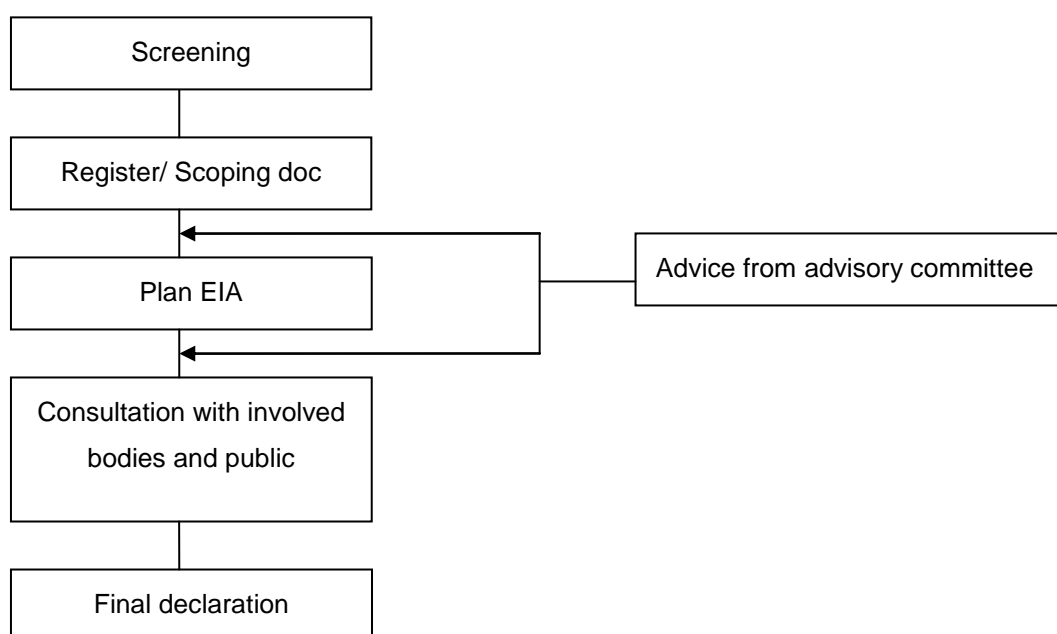 Screening
Register/ Scoping doc
Advice from advisory committee
Plan EIA
Consultation with involved
bodies and public
Final declaration